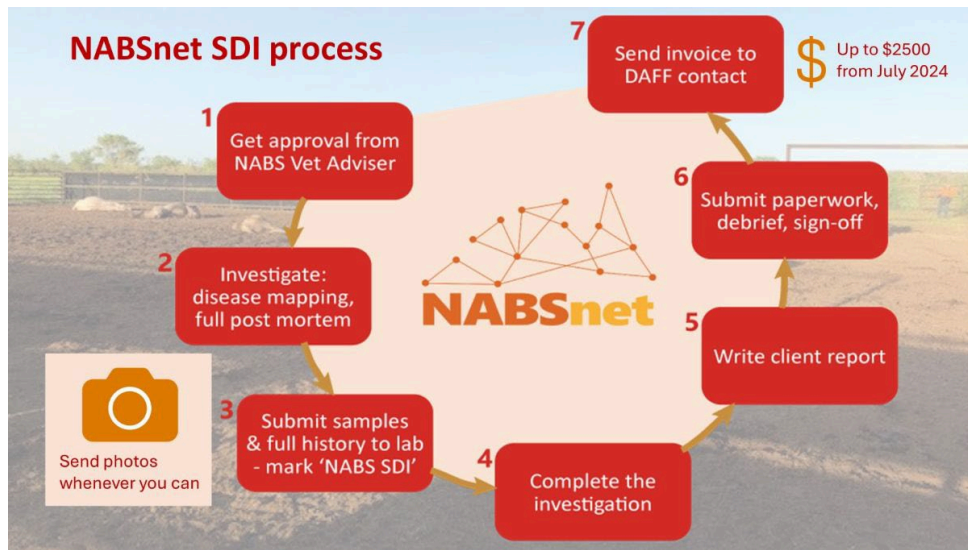 NABSnet SDI process
1
Get approval from
NABS Vet Adviser
2
Investigate:
disease mapping,
full post mortem
3
Submit samples
& full history to lab
- mark ‘NABS SDI’
4
Complete the
investigation
5
Write client report
6
Submit paperwork,
debrief, sign-off
7
Send invoice to
DAFF contact
$
Up to $2500
from July 2024
NABSnet
Send photos
whenever you can